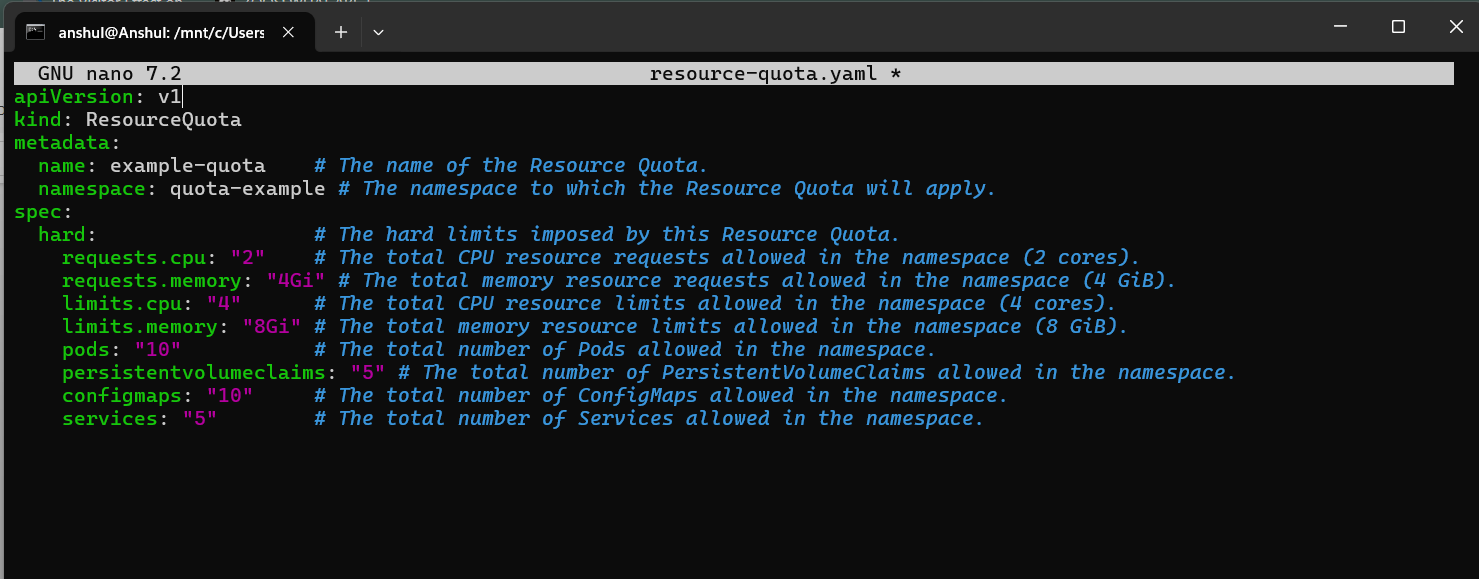 anshul@Anshul: /mnt/c/Users
GNU nano 7.2 resource-quota.yaml *
apiVersion: v1
kind: ResourceQuota
metadata:
  name: example-quota    # The name of the Resource Quota.
  namespace: quota-example # The namespace to which the Resource Quota will apply.
spec:
  hard:                  # The hard limits imposed by this Resource Quota.
    requests.cpu: "2"    # The total CPU resource requests allowed in the namespace (2 cores).
    requests.memory: "4Gi" # The total memory resource requests allowed in the namespace (4 GiB).
    limits.cpu: "4"      # The total CPU resource limits allowed in the namespace (4 cores).
    limits.memory: "8Gi" # The total memory resource limits allowed in the namespace (8 GiB).
    pods: "10"           # The total number of Pods allowed in the namespace.
    persistentvolumeclaims: "5" # The total number of PersistentVolumeClaims allowed in the namespace.
    configmaps: "10"     # The total number of ConfigMaps allowed in the namespace.
    services: "5"        # The total number of Services allowed in the namespace.